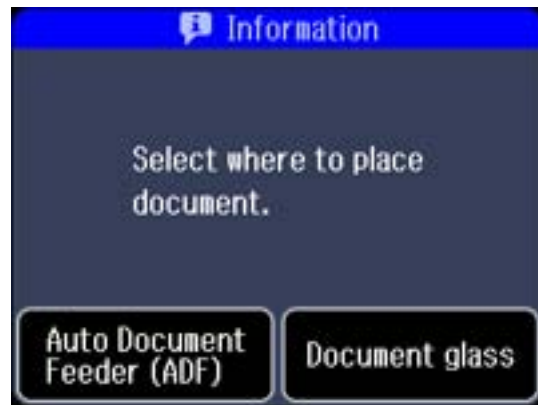 Information
Select where to place
document.
Auto Document
Feeder (ADF)
Document glass